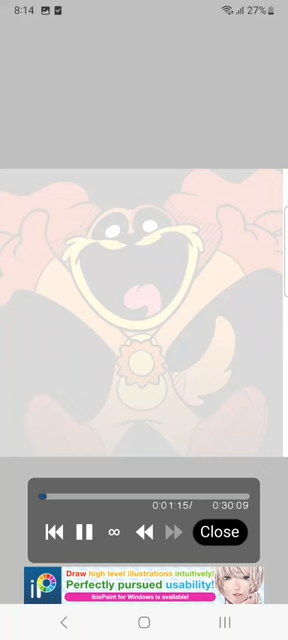 8:14
27%
0:01:15/ 0:30:09
Close
Draw high level illustrations intuitively!
Perfectly pursued usability!
ibisPaint for Windows is available!